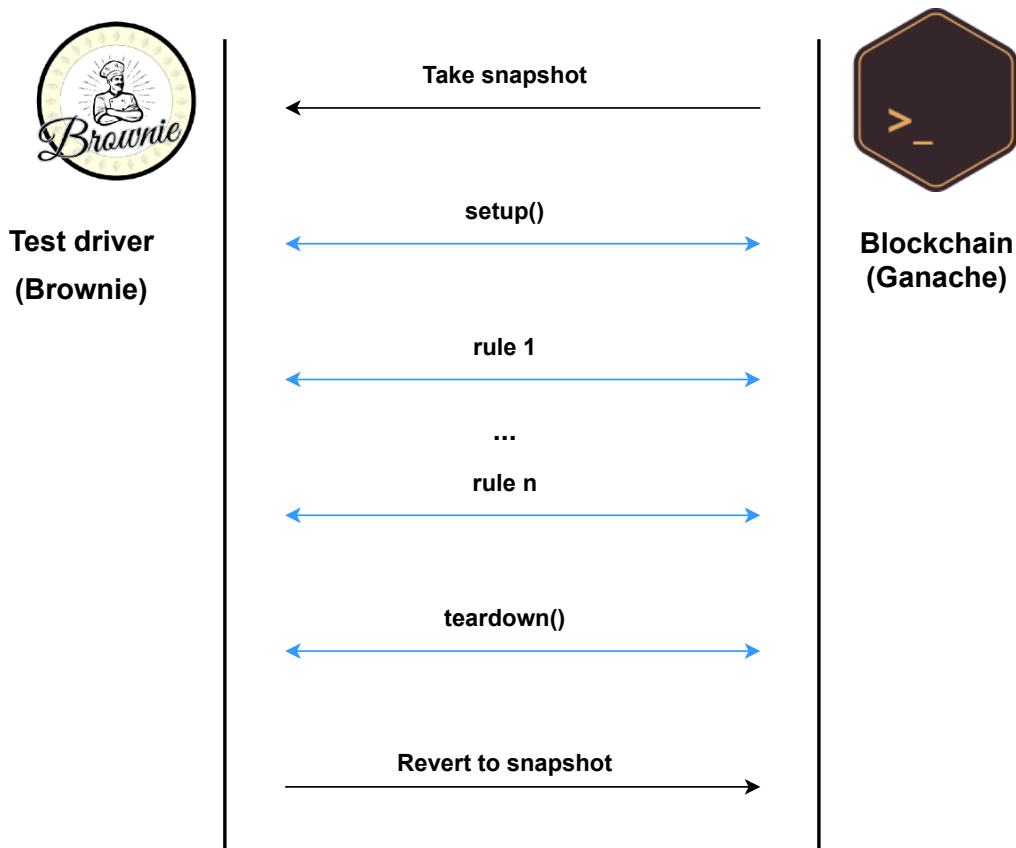 Brownie
Test driver
(Brownie)
Take snapshot
setup()
rule 1
...
rule n
teardown()
Revert to snapshot
>_
Blockchain
(Ganache)